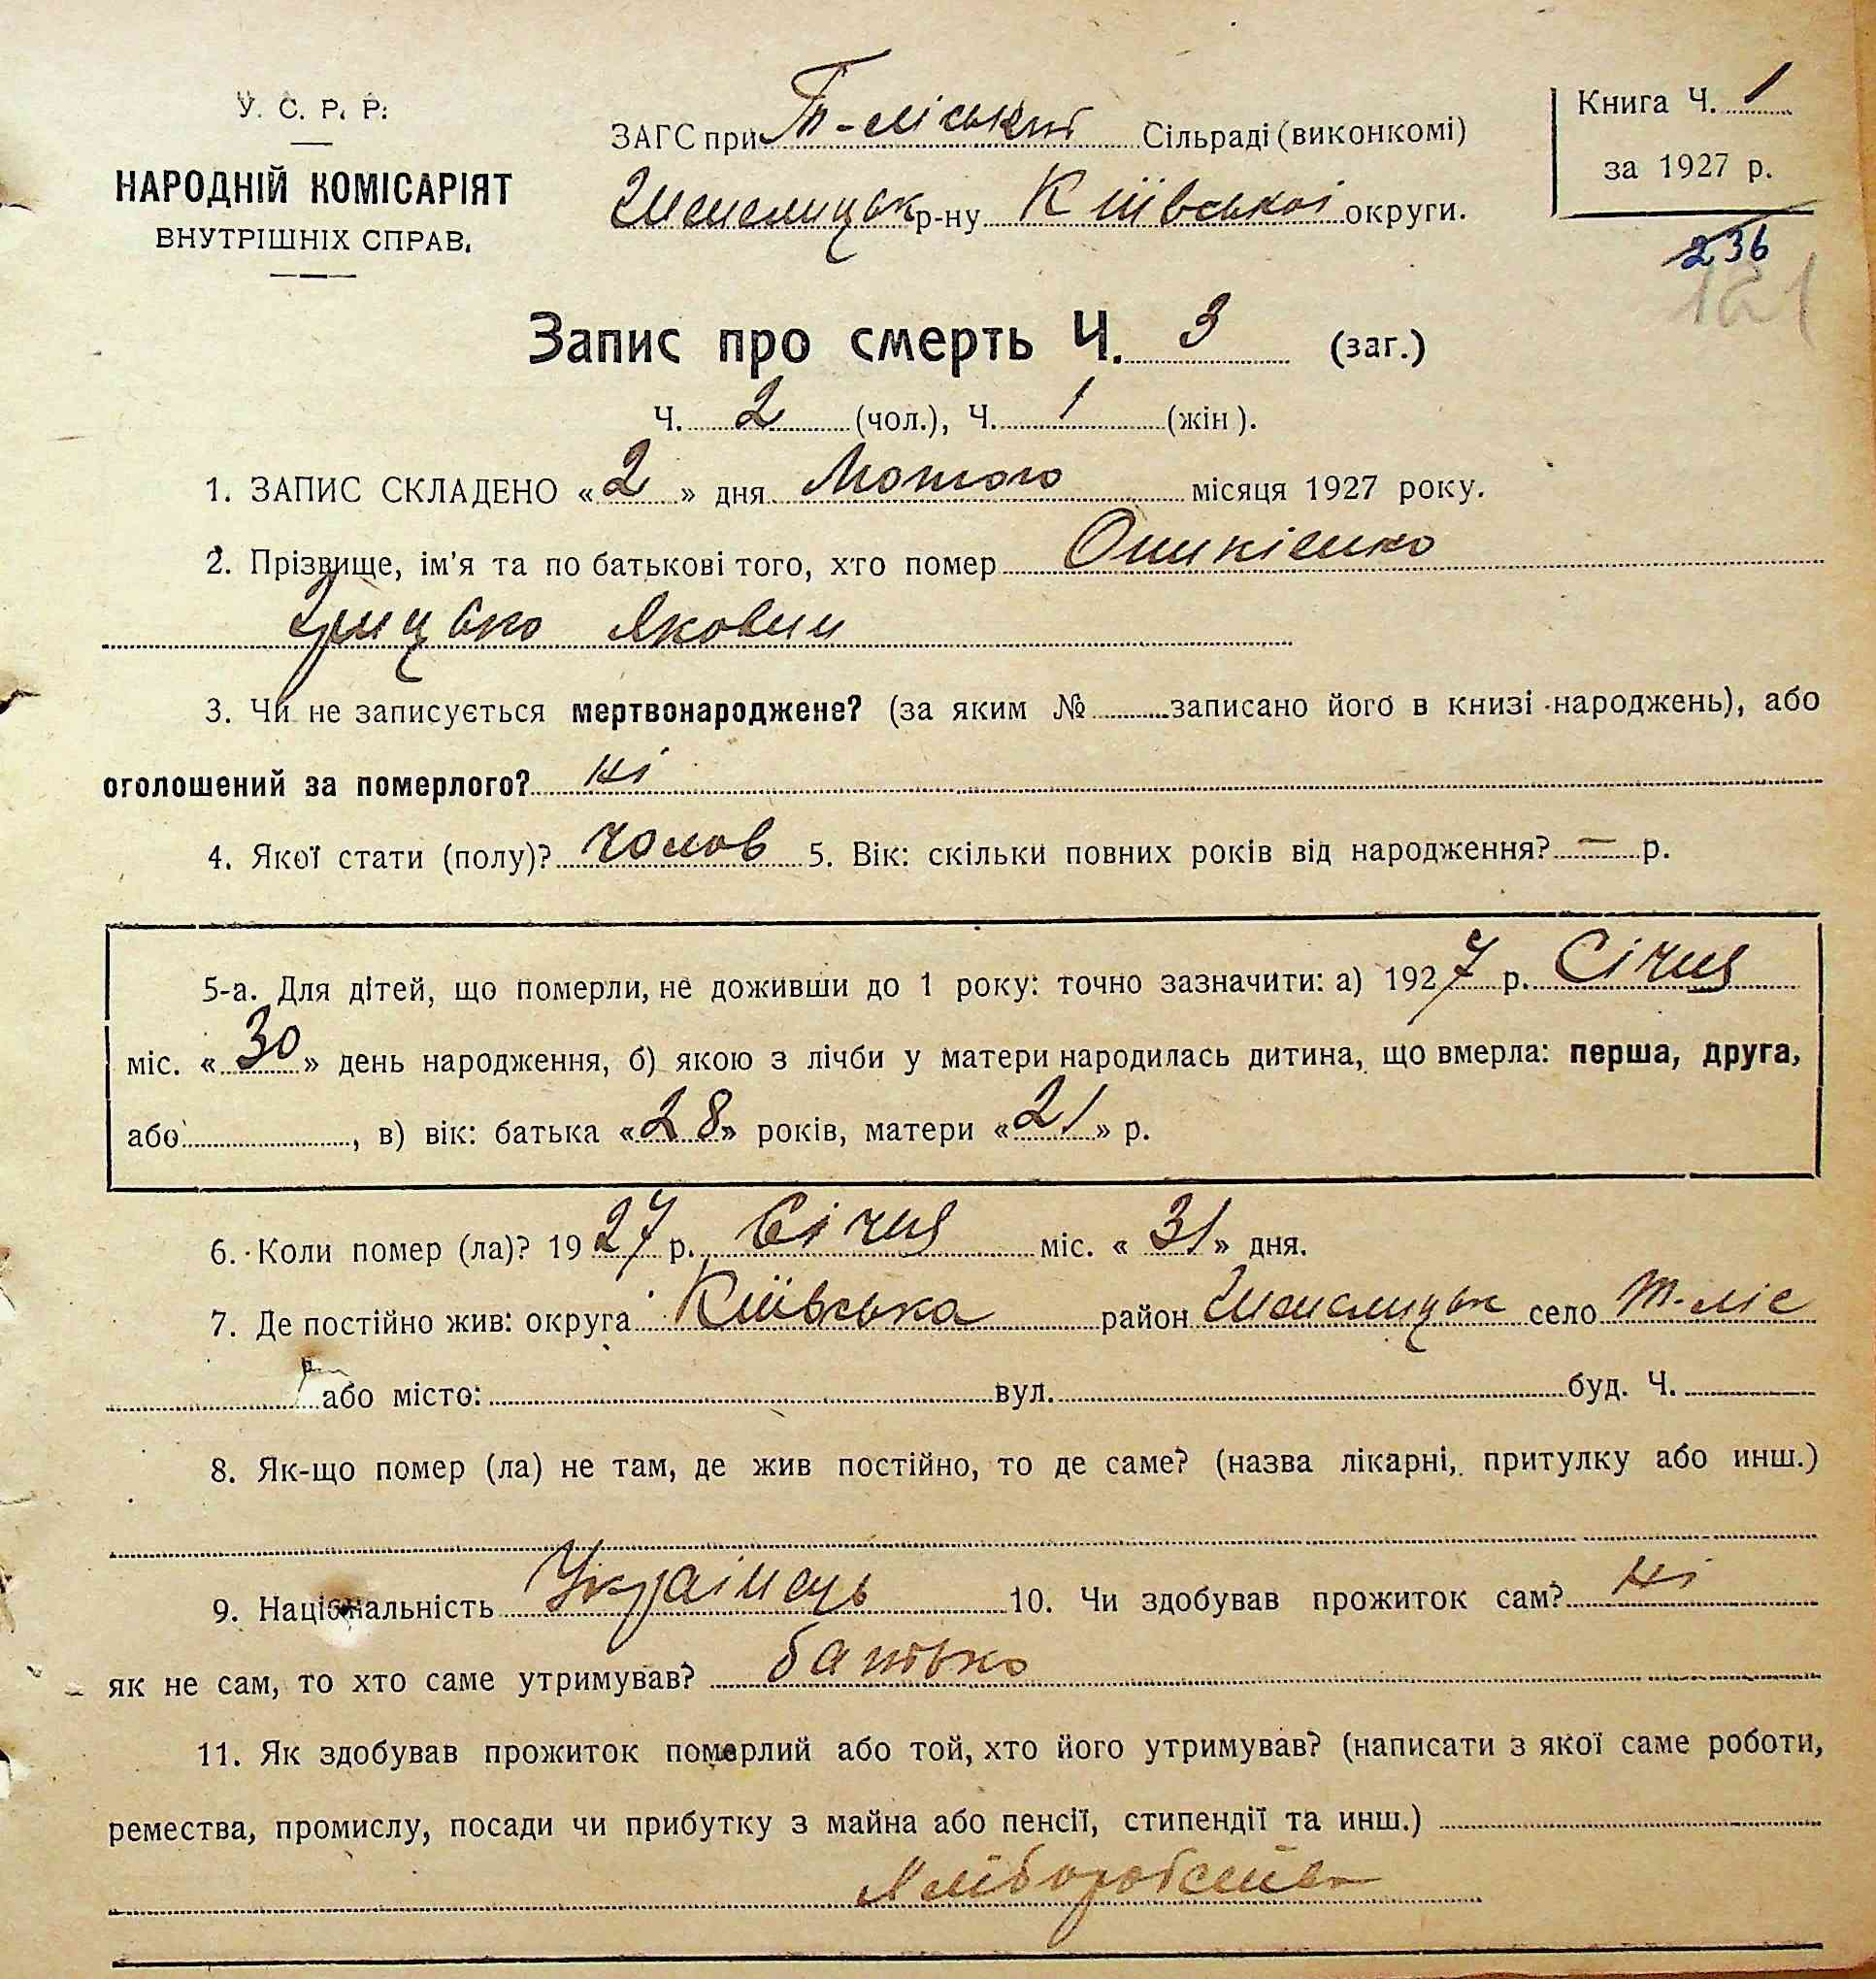 У. С. Р. Р.
НАРОДНІЙ КОМІСАРІЯТ
ВНУТРІШНІХ СПРАВ.
ЗАГС при Т-ліській Сільраді (виконкомі)
Шепелицьк р-ну Київської округи.
Книга Ч. 1
за 1927 р.
236
121
Запис про смерть Ч. 3 (заг.)
Ч. 2 (чол.), Ч. 1 (жін).
1. ЗАПИС СКЛАДЕНО «2» дня Лютого місяця 1927 року.
2. Прізвище, ім'я та по батькові того, хто помер
Грицько Якович
3. Чи не записується мертвонароджене? (за яким № записано його в книзі народжень), або
оголошений за померлого? ні
4. Якої стати (полу)? чолов 5. Вік: скільки повних років від народження? — р.
5-а. Для дітей, що померли, не доживши до 1 року: точно зазначити: а) 1927 р. Січня
міс. «30» день народження, б) якою з лічби у матери народилась дитина, що вмерла: перша, друга,
або , в) вік: батька «28» років, матери «21» р.
6. Коли помер (ла)? 1927 р. Січня міс. «31» дня.
7. Де постійно жив: округа Київська район Шепелицьк село Т-ліс
або місто: вул. буд. Ч.
8. Як-що помер (ла) не там, де жив постійно, то де саме? (назва лікарні, притулку або инш.)
9. Національність Українець 10. Чи здобував прожиток сам? ні
як не сам, то хто саме утримував? батько
11. Як здобував прожиток померлий або той, хто його утримував? (написати з якої саме роботи,
ремества, промислу, посади чи прибутку з майна або пенсії, стипендії та инш.)